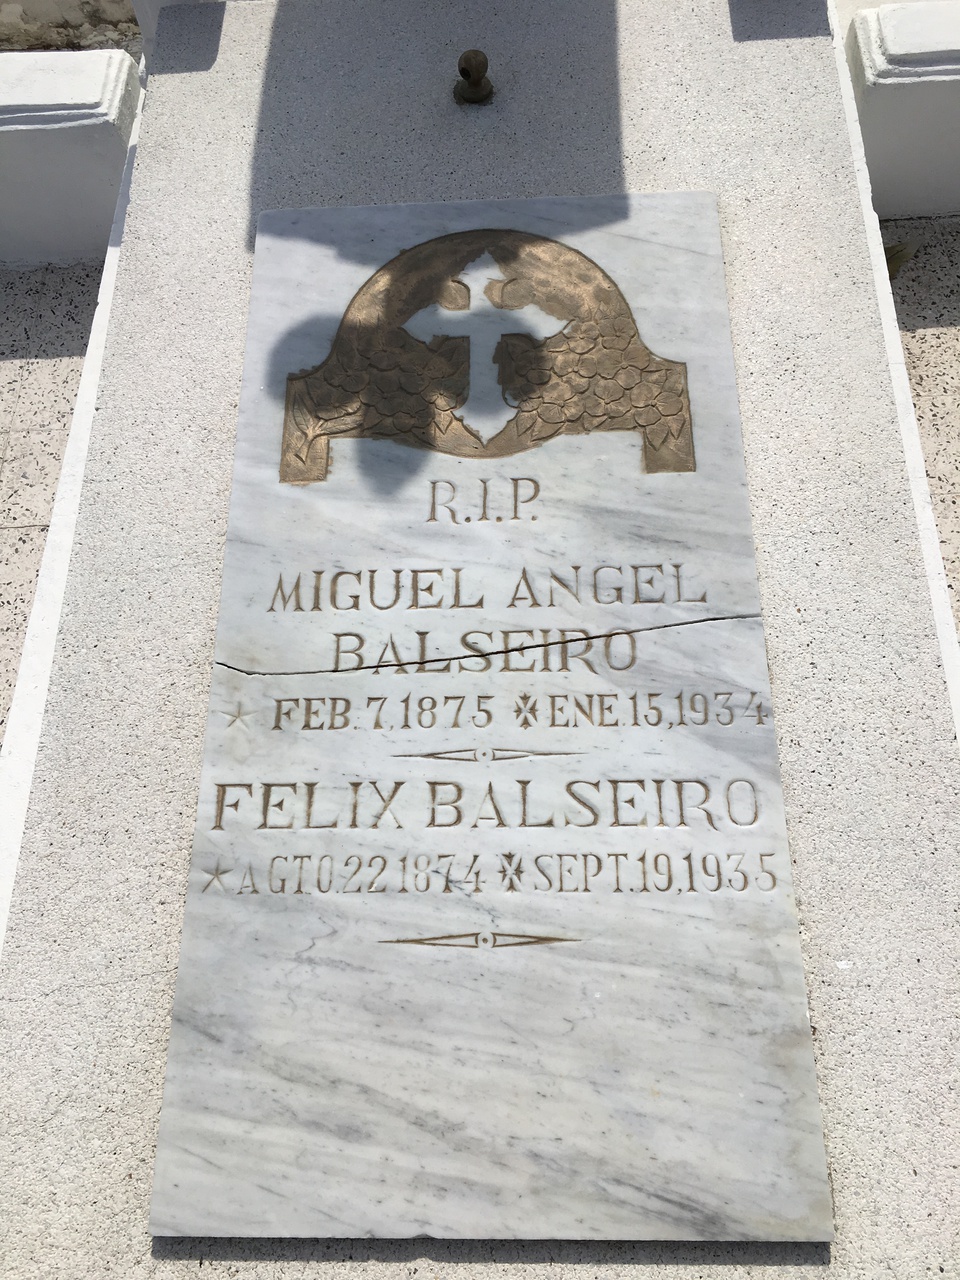 R.I.P.
MIGUEL ANGEL
BALSEIRO
FEB. 7, 1875 ✠ ENE. 15, 1934
FELIX BALSEIRO
AGTO. 22 1874 ✠ SEPT. 19, 1935